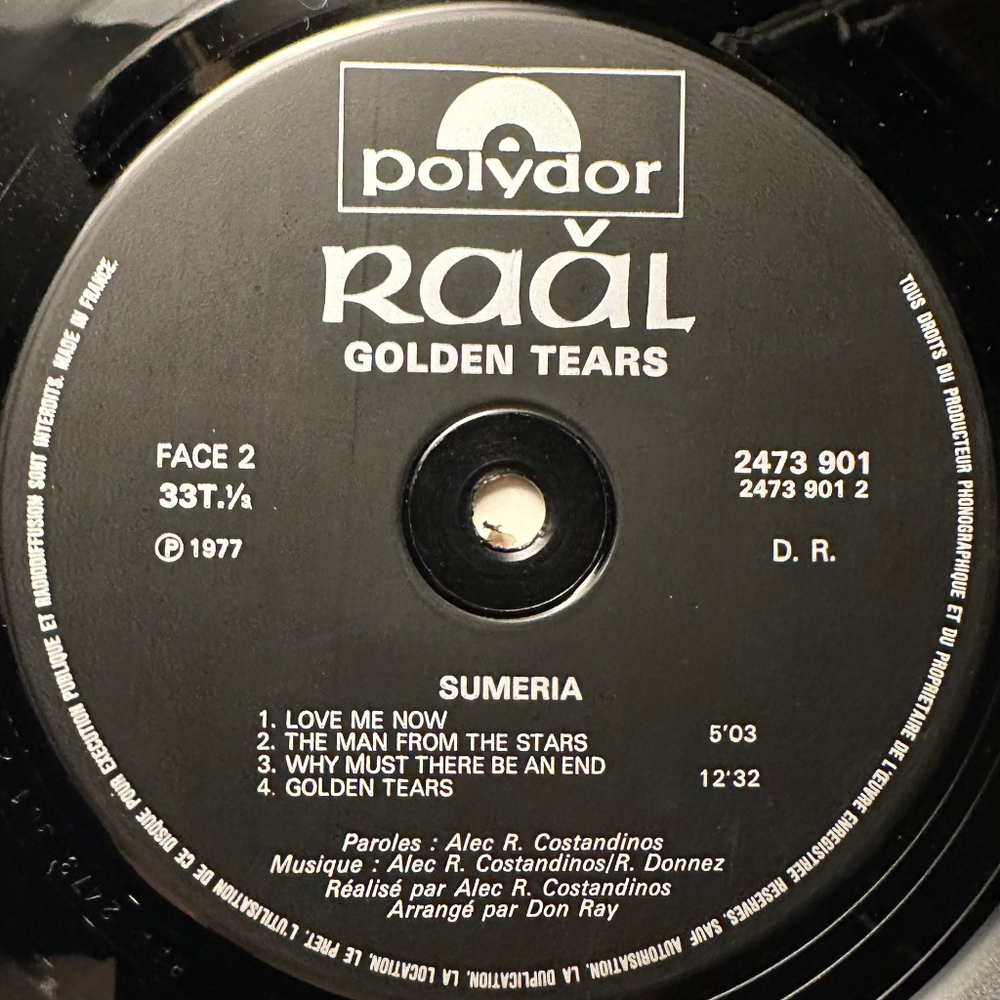 polydor
Raǎl
GOLDEN TEARS
FACE 2
33T.⅓
Ⓟ 1977
2473 901
2473 901 2
D. R.
SUMERIA
1. LOVE ME NOW
2. THE MAN FROM THE STARS 5'03
3. WHY MUST THERE BE AN END
4. GOLDEN TEARS 12'32
Paroles : Alec R. Costandinos
Musique : Alec R. Costandinos/R. Donnez
Réalisé par Alec R. Costandinos
Arrangé par Don Ray
TOUS DROITS DU PRODUCTEUR PHONOGRAPHIQUE ET DU PROPRIETAIRE DE L'ŒUVRE ENREGISTREE RESERVES. SAUF AUTORISATION, LA DUPLICATION, LA LOCATION, LE PRET, L'UTILISATION DE CE DISQUE POUR EXECUTION PUBLIQUE ET RADIODIFFUSION SONT INTERDITS. MADE IN FRANCE.